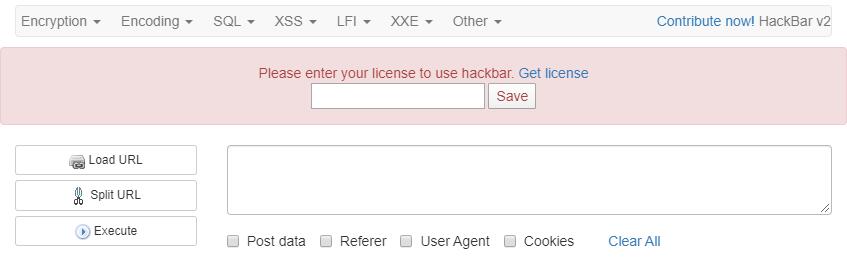 Encryption Encoding SQL XSS LFI XXE Other Contribute now! HackBar v2
Please enter your license to use hackbar. Get license
Save
Load URL
Split URL
Execute
Post data Referer User Agent Cookies Clear All